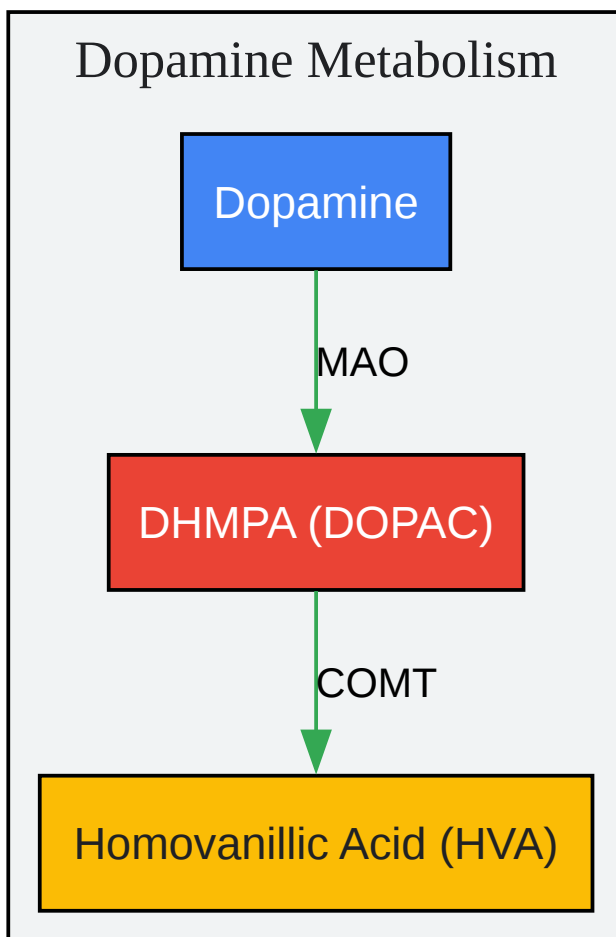 Dopamine Metabolism
Dopamine
MAO
DHMPA (DOPAC)
COMT
Homovanillic Acid (HVA)